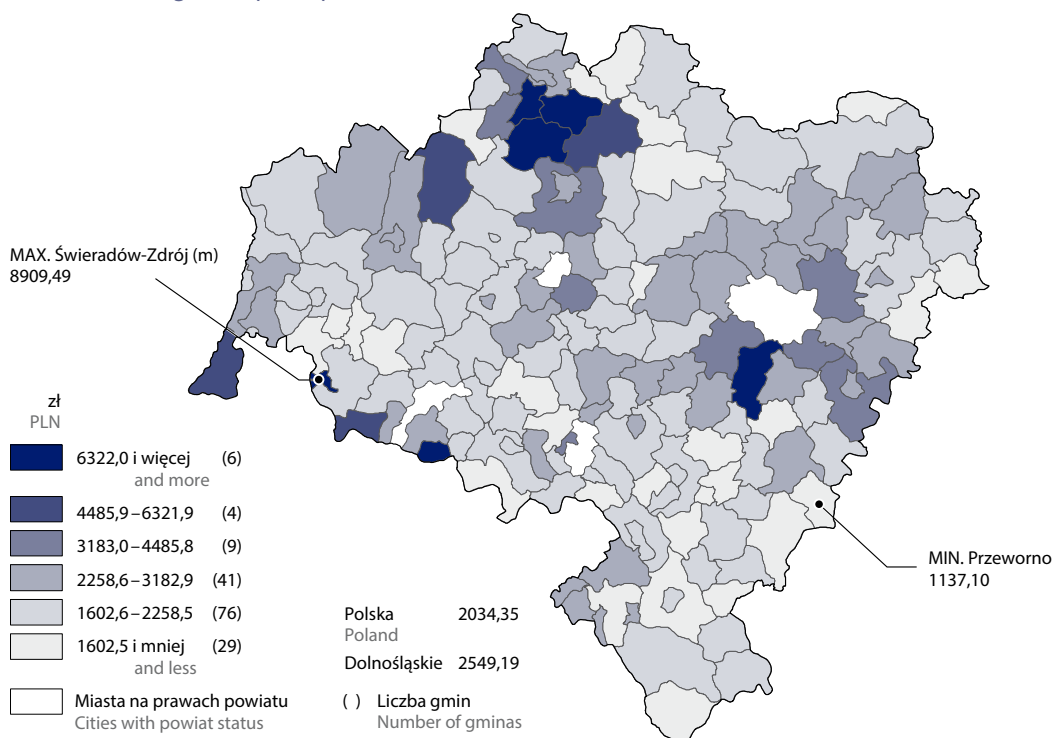 MAX. Świeradów-Zdrój (m)
8909,49
zł
PLN
6322,0 i więcej (6)
and more
4485,9–6321,9 (4)
3183,0–4485,8 (9)
2258,6–3182,9 (41)
1602,6–2258,5 (76)
1602,5 i mniej (29)
and less
Miasta na prawach powiatu
Cities with powiat status
Polska 2034,35
Poland
Dolnośląskie 2549,19
( ) Liczba gmin
Number of gminas
MIN. Przeworno
1137,10